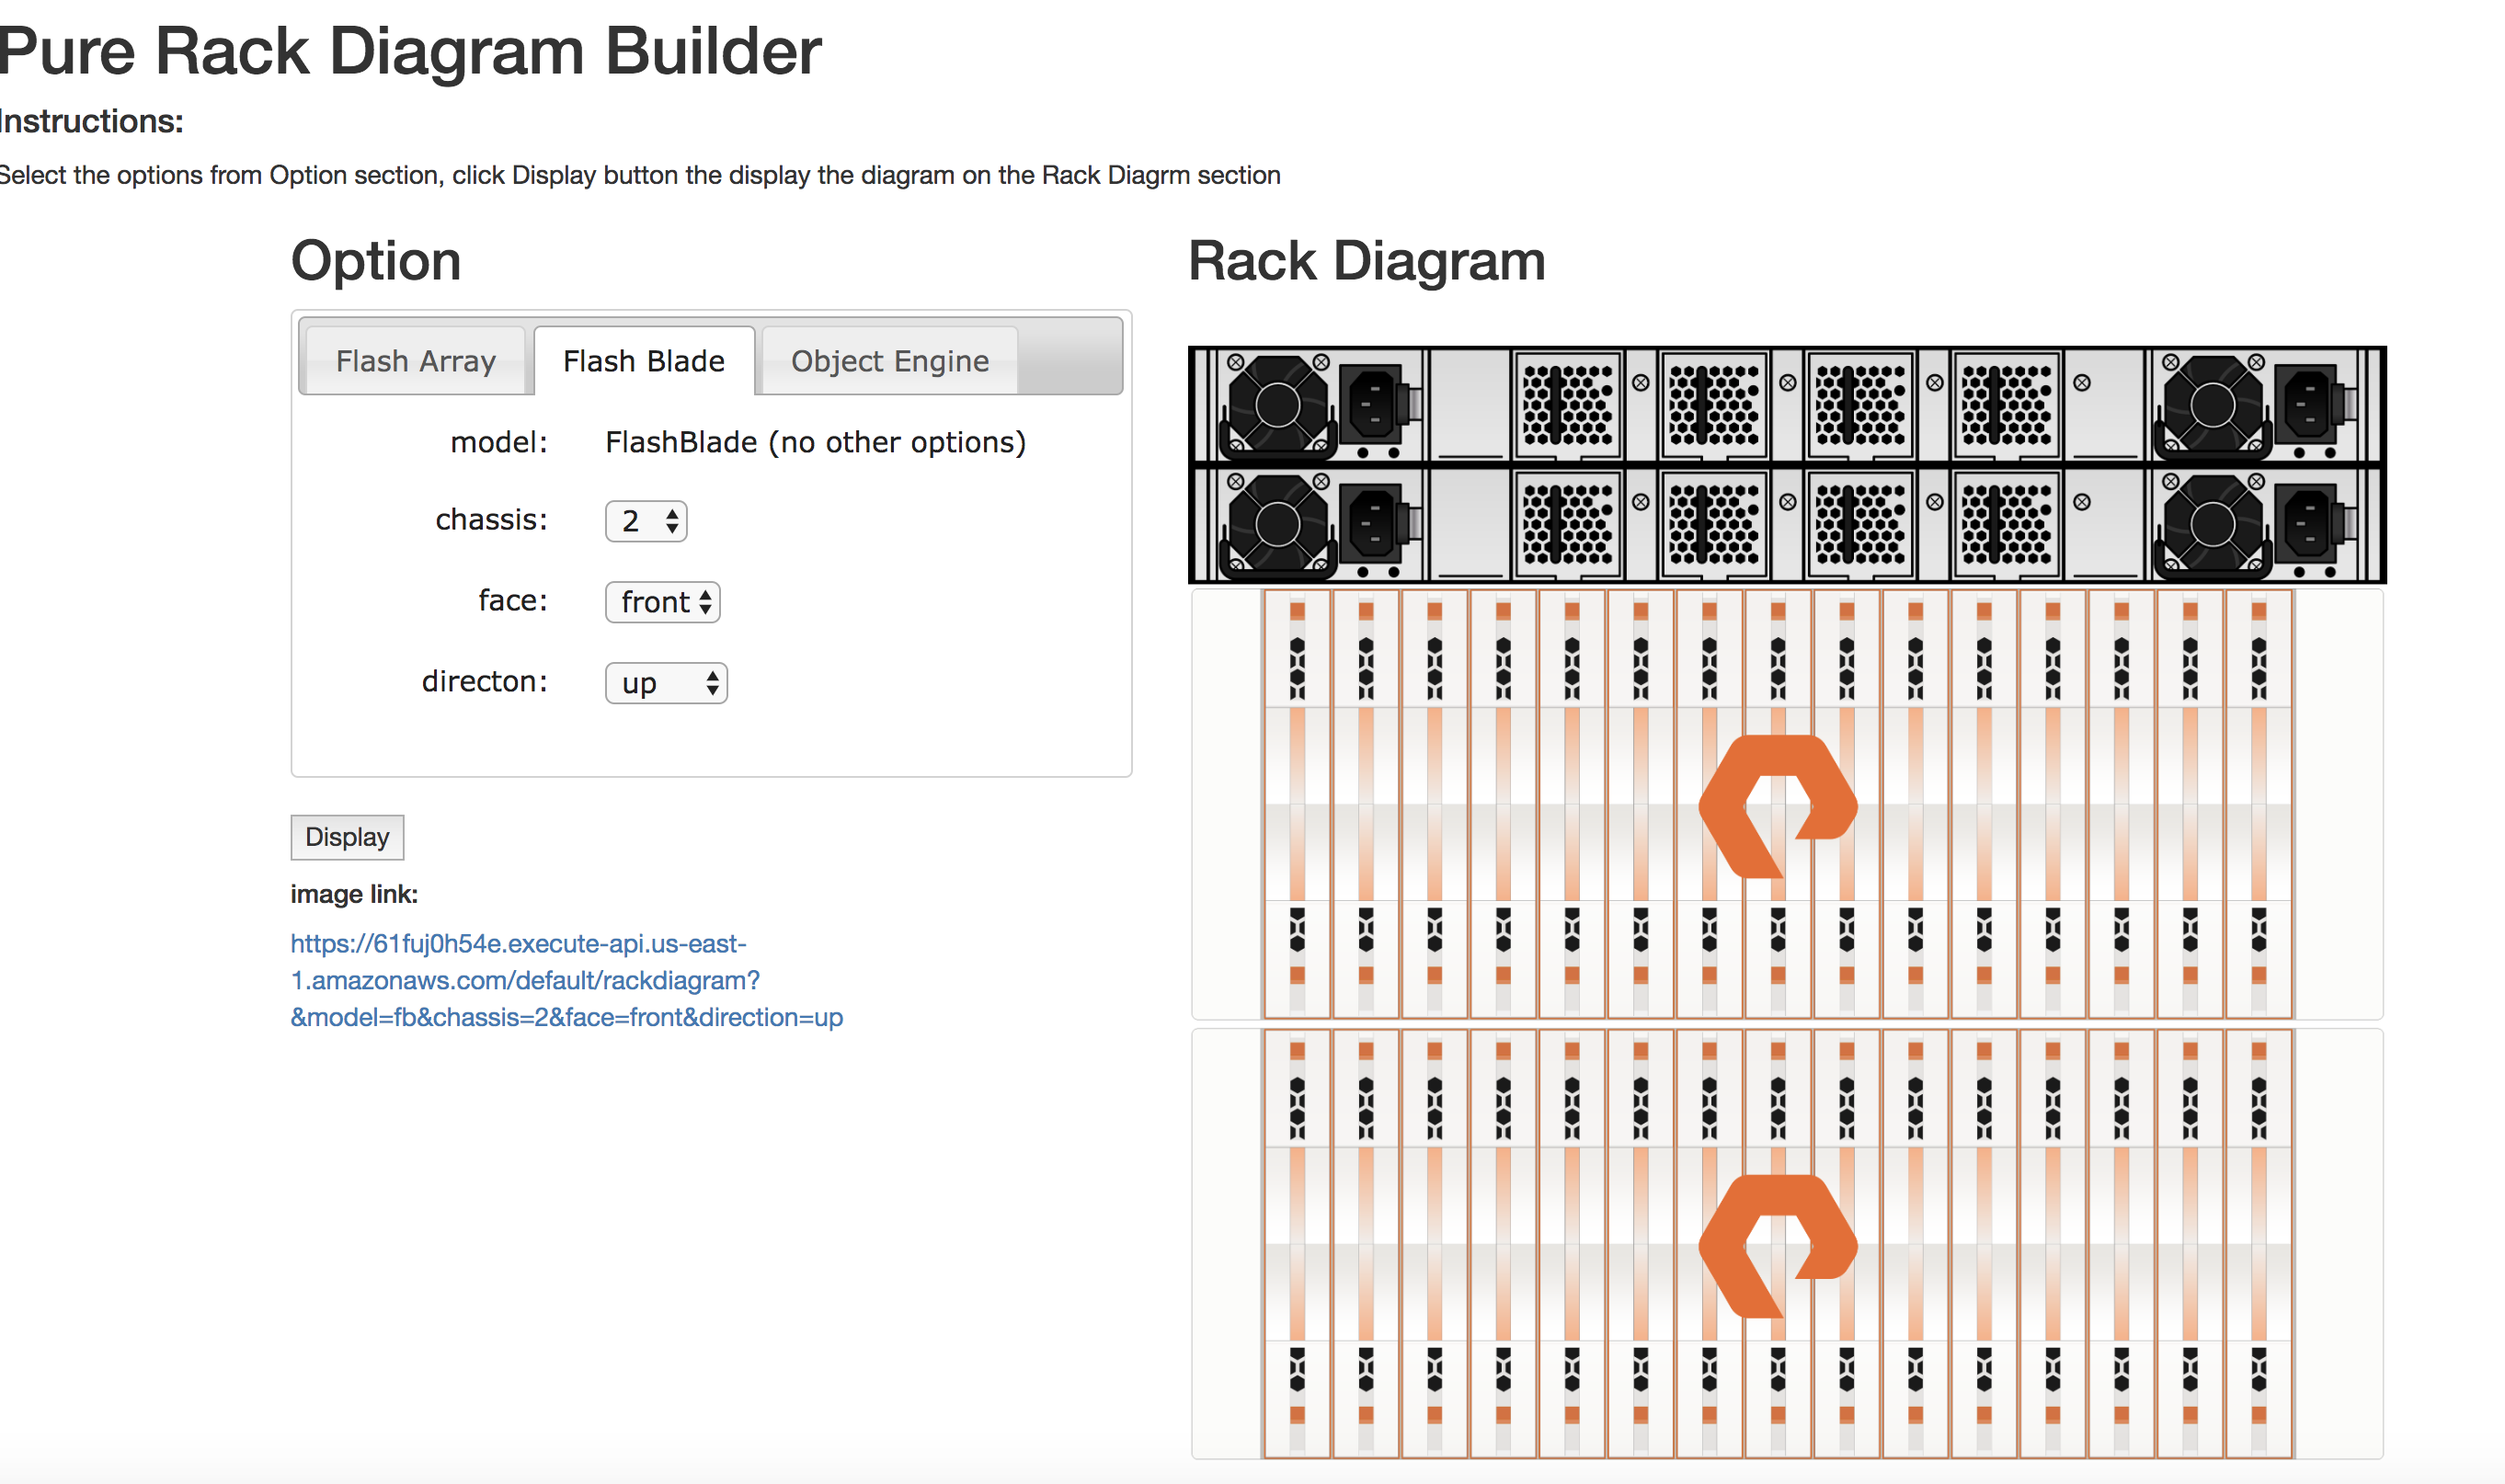 Pure Rack Diagram Builder
Instructions:
Select the options from Option section, click Display button the display the diagram on the Rack Diagrm section
Option
Flash Array
Flash Blade
Object Engine
model: FlashBlade (no other options)
chassis: 2
face: front
directon: up
Display
image link:
https://61fuj0h54e.execute-api.us-east-
1.amazonaws.com/default/rackdiagram?
&model=fb&chassis=2&face=front&direction=up
Rack Diagram